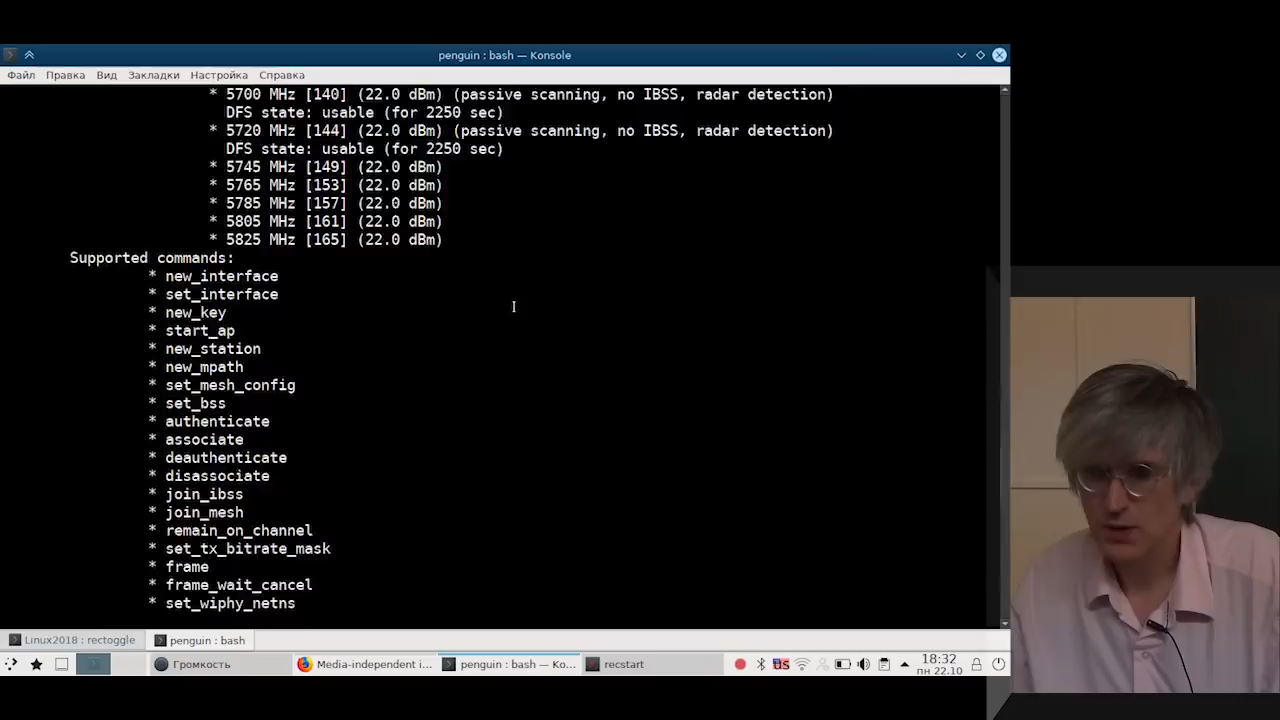 penguin : bash — Konsole
Файл Правка Вид Закладки Настройка Справка
* 5700 MHz [140] (22.0 dBm) (passive scanning, no IBSS, radar detection)
DFS state: usable (for 2250 sec)
* 5720 MHz [144] (22.0 dBm) (passive scanning, no IBSS, radar detection)
DFS state: usable (for 2250 sec)
* 5745 MHz [149] (22.0 dBm)
* 5765 MHz [153] (22.0 dBm)
* 5785 MHz [157] (22.0 dBm)
* 5805 MHz [161] (22.0 dBm)
* 5825 MHz [165] (22.0 dBm)
Supported commands:
* new_interface
* set_interface
* new_key
* start_ap
* new_station
* new_mpath
* set_mesh_config
* set_bss
* authenticate
* associate
* deauthenticate
* disassociate
* join_ibss
* join_mesh
* remain_on_channel
* set_tx_bitrate_mask
* frame
* frame_wait_cancel
* set_wiphy_netns
Linux2018 : rectoggle penguin : bash
Громкость Media-independent i... penguin : bash — Ko... recstart US 18:32
пн 22.10